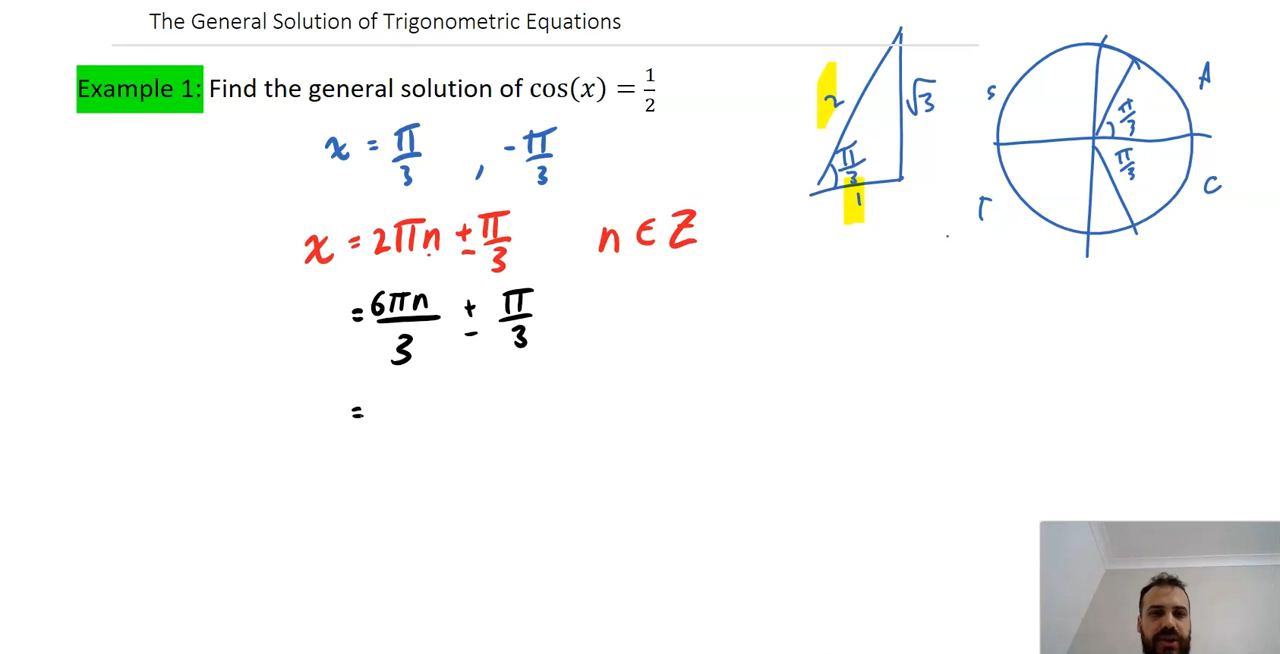 The General Solution of Trigonometric Equations
Example 1: Find the general solution of cos(x) = 1/2
x = π/3 , -π/3
x = 2πn ± π/3 n ∈ Z
= 6πn/3 ± π/3
=
2
√3
π/3
1
S
A
π/3
π/3
T
C